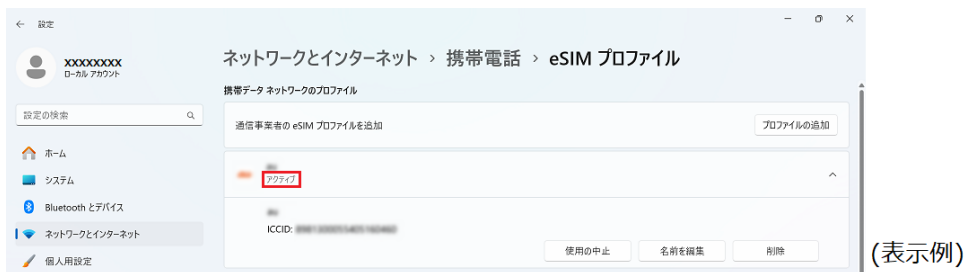 ← 設定
xxxxxxxx
ローカル アカウント
設定の検索
ホーム
システム
Bluetooth とデバイス
ネットワークとインターネット
個人用設定
ネットワークとインターネット › 携帯電話 › eSIM プロファイル
携帯データ ネットワークのプロファイル
通信事業者の eSIM プロファイルを追加
プロファイルの追加
アクティブ
ICCID:
使用の中止
名前を編集
削除
(表示例)